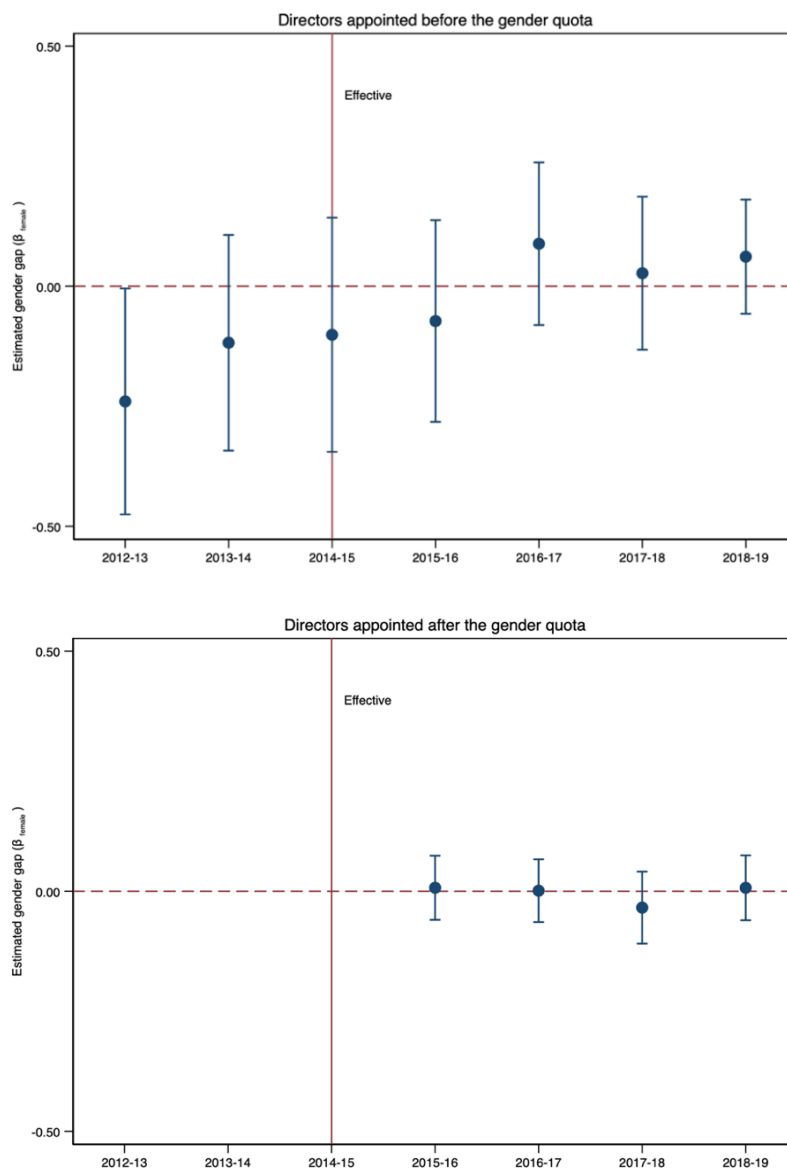 Directors appointed before the gender quota
0.50
Effective
Estimated gender gap (β female )
0.00
-0.50
2012-13 2013-14 2014-15 2015-16 2016-17 2017-18 2018-19
Directors appointed after the gender quota
0.50
Effective
Estimated gender gap (β female )
0.00
-0.50
2012-13 2013-14 2014-15 2015-16 2016-17 2017-18 2018-19